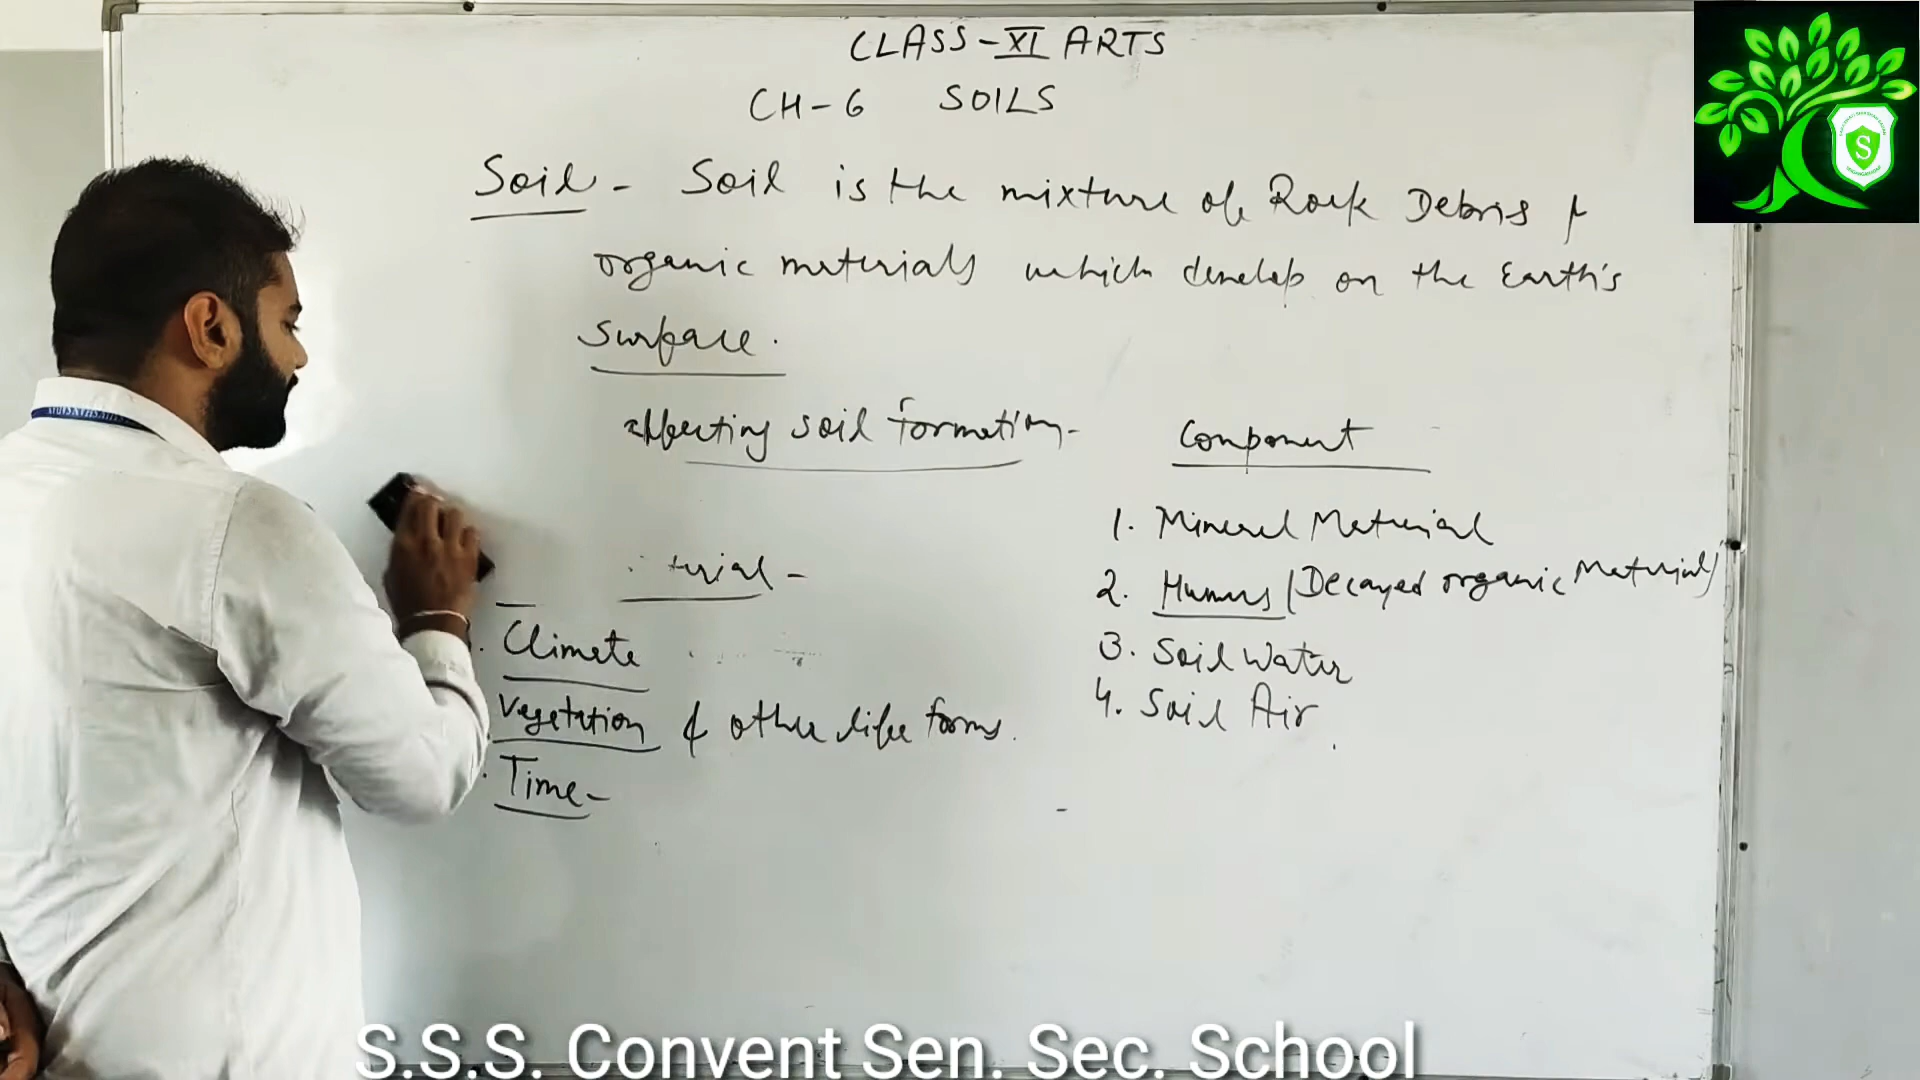 CLASS-XI ARTS
CH-6 SOILS
Soil - Soil is the mixture of Rock Debris &
organic materials which develop on the Earth's
surface.
affecting soil formation-
terial -
Climate
Vegetation & other life forms.
Time-
Component
1. Mineral Material
2. Humus (Decayed organic Material)
3. Soil Water
4. Soil Air
S
S.S.S. Convent Sen. Sec. School